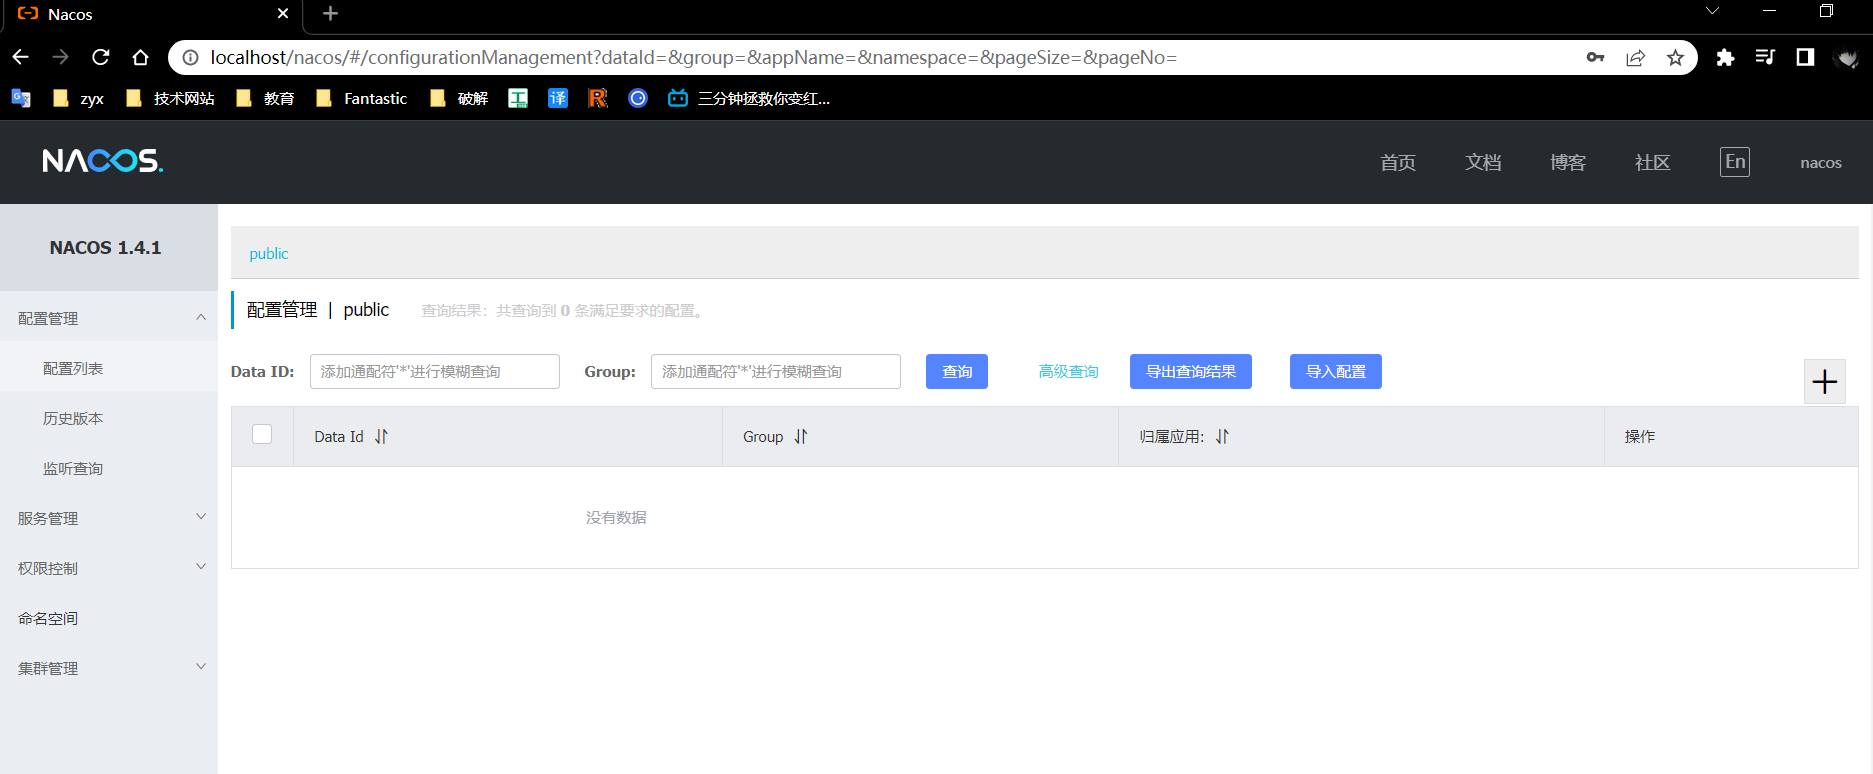 Nacos
localhost/nacos/#/configurationManagement?dataId=&group=&appName=&namespace=&pageSize=&pageNo=
zyx 技术网站 教育 Fantastic 破解 工 译 R 三分钟拯救你变红...
NACOS. 首页 文档 博客 社区 En nacos
NACOS 1.4.1
public
配置管理 | public 查询结果：共查询到 0 条满足要求的配置。
配置管理
配置列表
历史版本
监听查询
服务管理
权限控制
命名空间
集群管理
Data ID: 添加通配符'*'进行模糊查询 Group: 添加通配符'*'进行模糊查询 查询 高级查询 导出查询结果 导入配置
Data Id Group 归属应用: 操作
没有数据